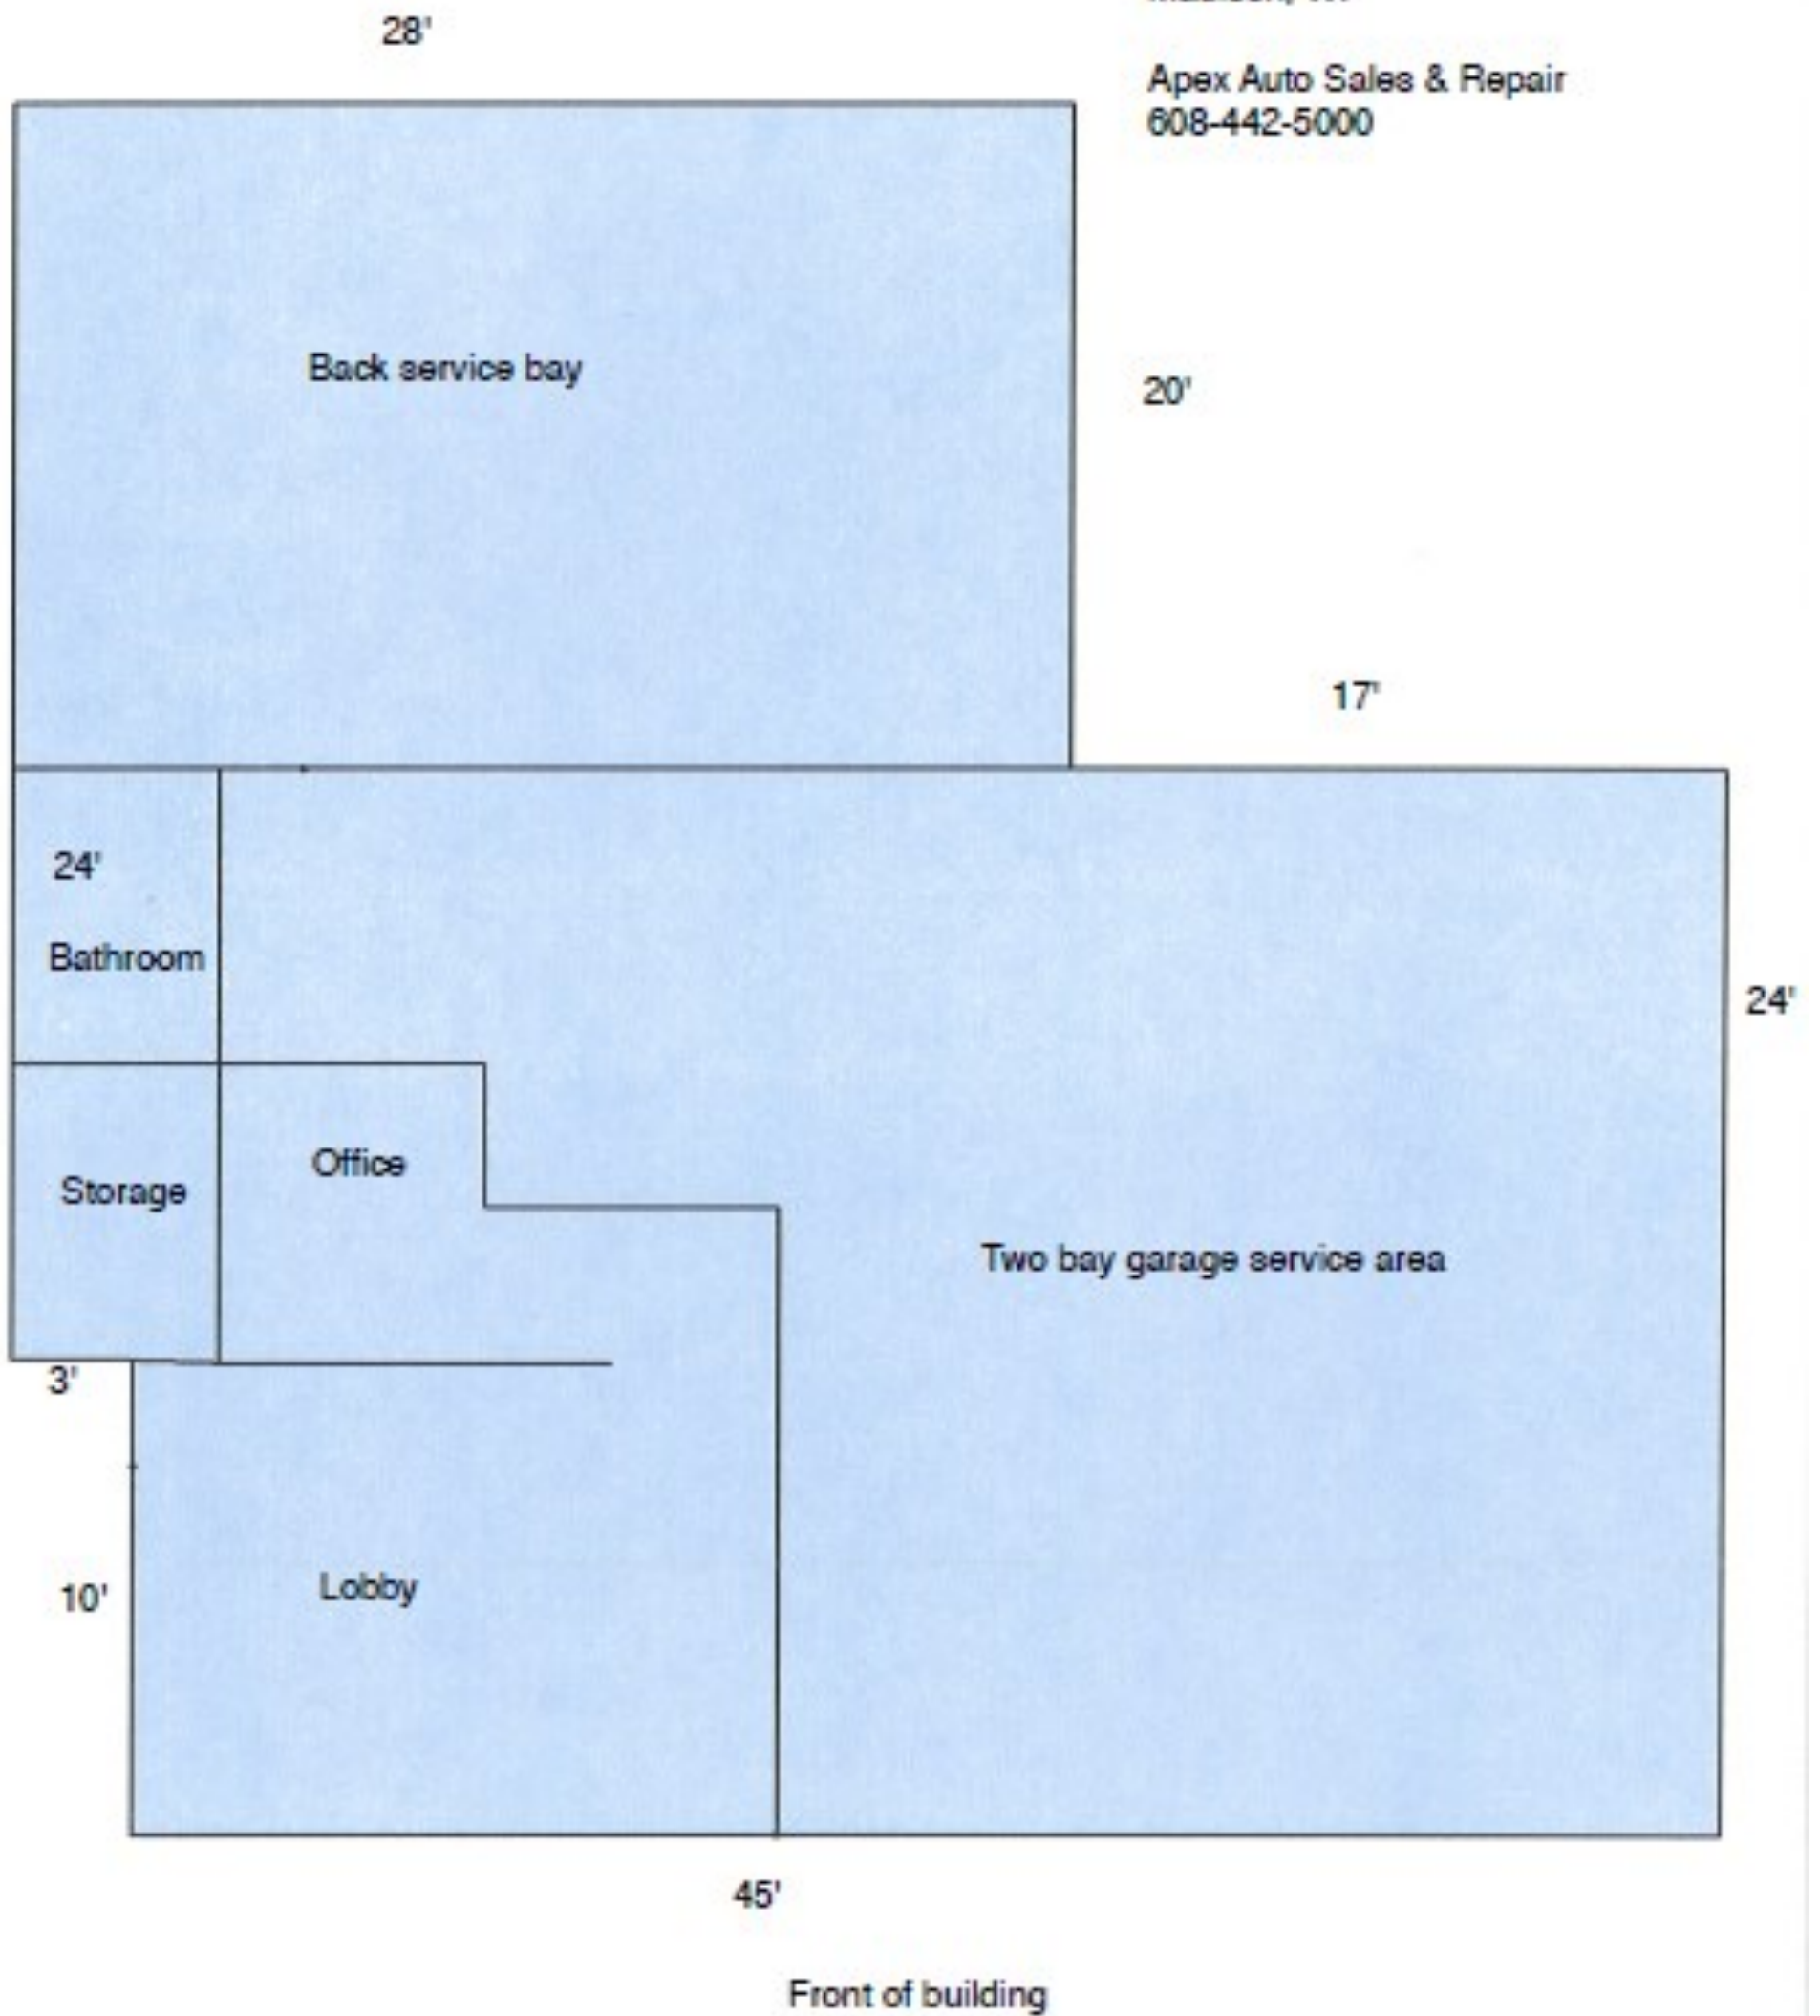 28'
Apex Auto Sales & Repair
608-442-5000
Back service bay
20'
17'
24'
Bathroom
24'
Storage
Office
Two bay garage service area
3'
10'
Lobby
45'
Front of building